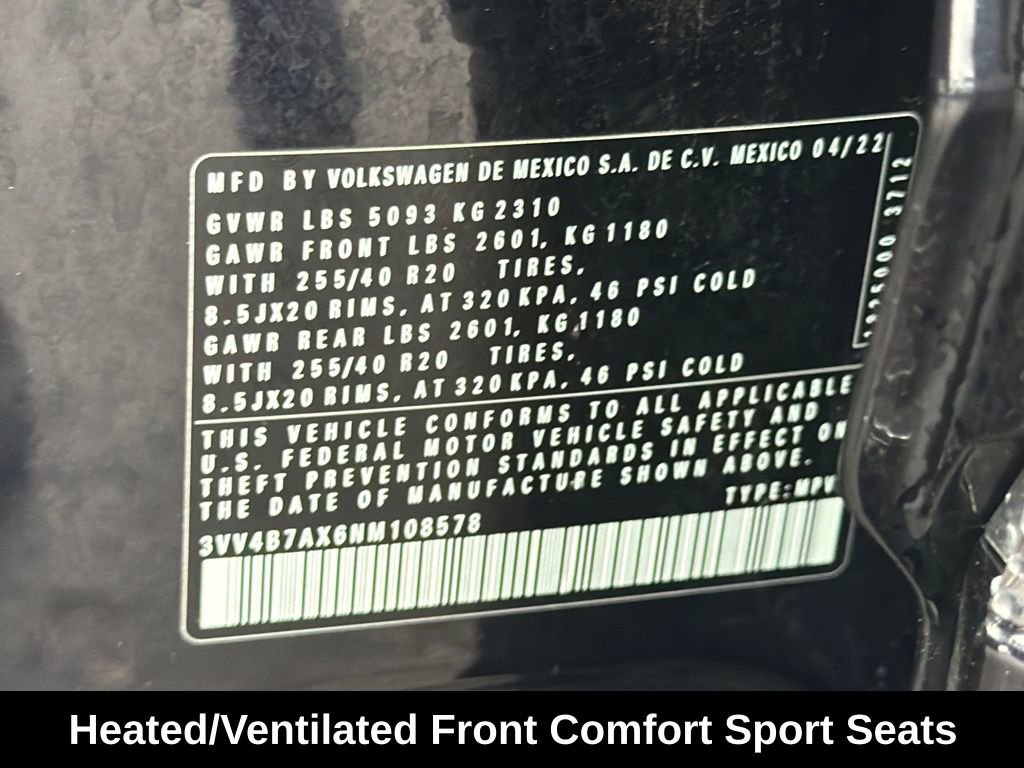 MFD BY VOLKSWAGEN DE MEXICO S.A. DE C.V. MEXICO 04/22
GVWR LBS 5093 KG 2310
GAWR FRONT LBS 2601, KG 1180
WITH 255/40 R20 TIRES,
8.5JX20 RIMS, AT 320 KPA, 46 PSI COLD
GAWR REAR LBS 2601, KG 1180
WITH 255/40 R20 TIRES,
8.5JX20 RIMS, AT 320 KPA, 46 PSI COLD
THIS VEHICLE CONFORMS TO ALL APPLICABLE
U.S. FEDERAL MOTOR VEHICLE SAFETY AND
THEFT PREVENTION STANDARDS IN EFFECT ON
THE DATE OF MANUFACTURE SHOWN ABOVE.
TYPE: MPV
3VV4B7AX6NM108578
3712
Heated/Ventilated Front Comfort Sport Seats